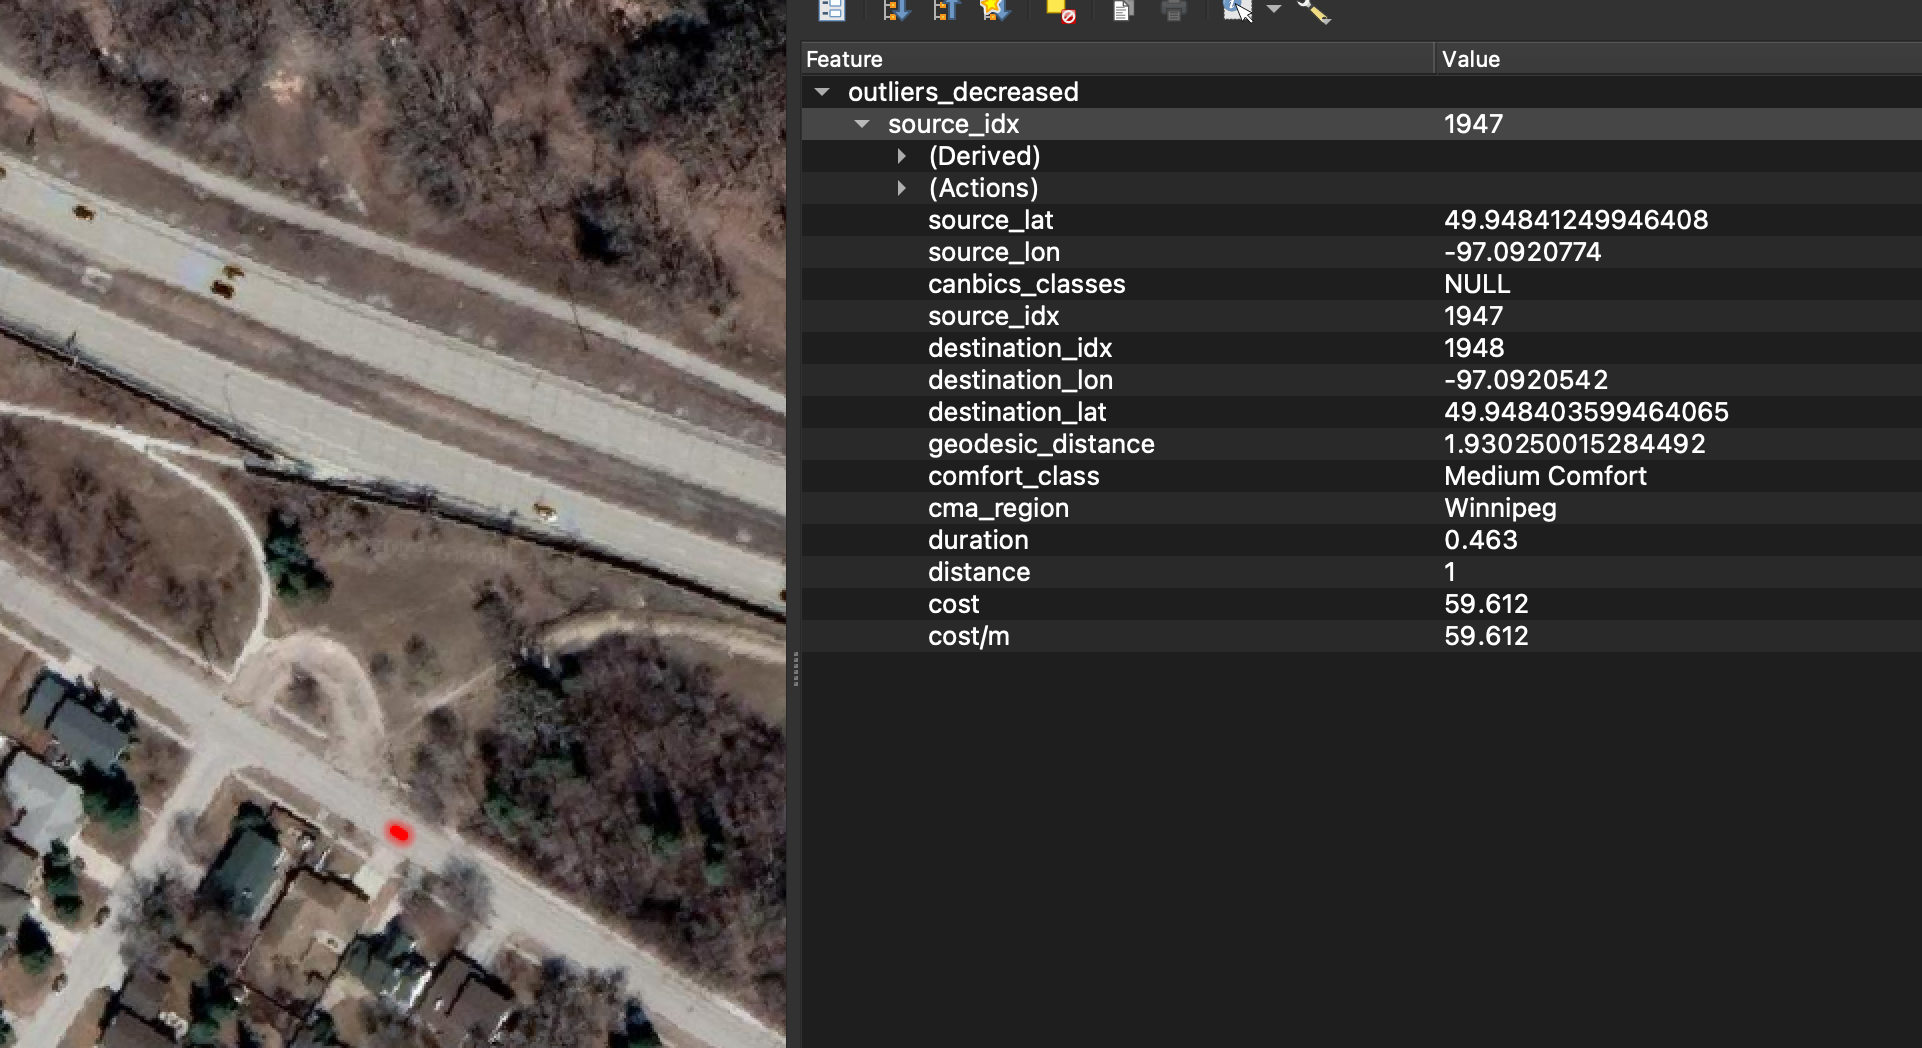 Feature Value
outliers_decreased
source_idx 1947
(Derived)
(Actions)
source_lat 49.94841249946408
source_lon -97.0920774
canbics_classes NULL
source_idx 1947
destination_idx 1948
destination_lon -97.0920542
destination_lat 49.948403599464065
geodesic_distance 1.930250015284492
comfort_class Medium Comfort
cma_region Winnipeg
duration 0.463
distance 1
cost 59.612
cost/m 59.612